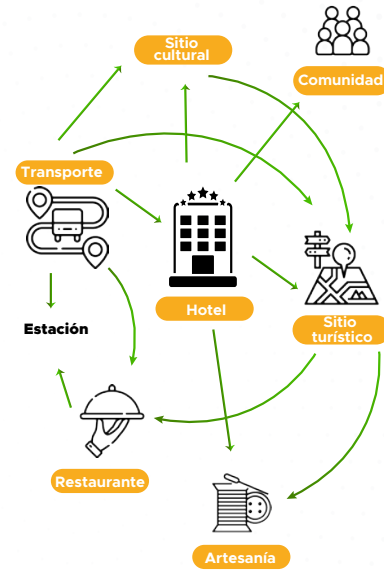 Sitio
cultural
Comunidad
Transporte
Hotel
Estación
Sitio
turístico
Restaurante
Artesanía